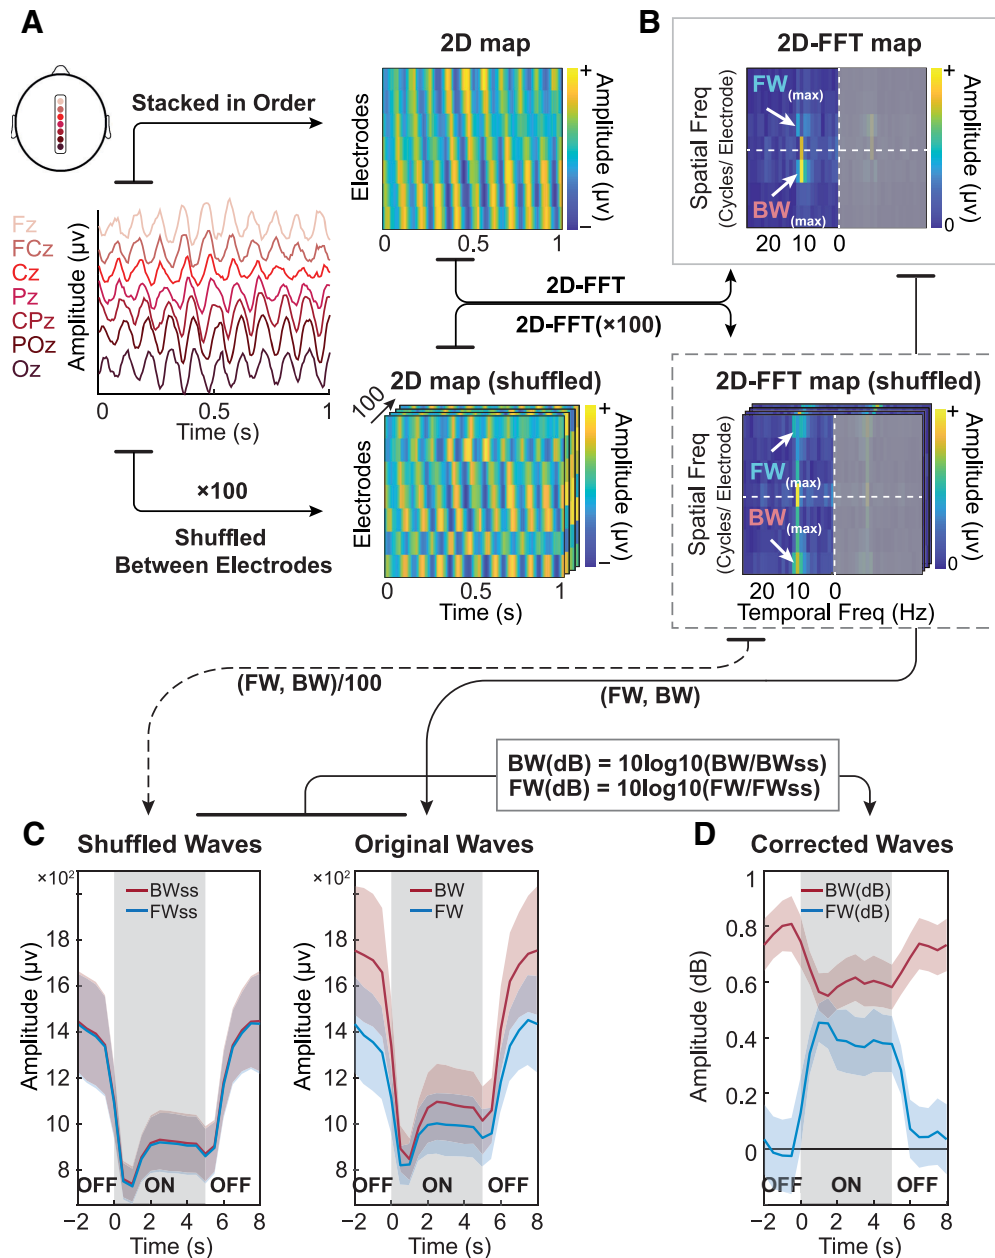 A
Stacked in Order
2D map
Electrodes
0 0.5 1
+
Amplitude (μv)
−
B
2D-FFT map
FW(max)
BW(max)
Spatial Freq
(Cycles/ Electrode)
20 10 0
+
Amplitude (μv)
0
Fz
FCz
Cz
Pz
CPz
POz
Oz
Amplitude (μv)
0 0.5 1
Time (s)
2D-FFT
2D-FFT(×100)
×100
Shuffled
Between Electrodes
2D map (shuffled)
100
Electrodes
0 0.5 1
Time (s)
+
Amplitude (μv)
−
2D-FFT map (shuffled)
FW(max)
BW(max)
Spatial Freq
(Cycles/ Electrode)
20 10 0
Temporal Freq (Hz)
+
Amplitude (μv)
0
(FW, BW)/100
(FW, BW)
BW(dB) = 10log10(BW/BWss)
FW(dB) = 10log10(FW/FWss)
C
Shuffled Waves
×10²
BWss
FWss
18
16
14
12
10
8
Amplitude (μv)
OFF ON OFF
−2 0 2 4 6 8
Time (s)
Original Waves
×10²
BW
FW
18
16
14
12
10
8
Amplitude (μv)
OFF ON OFF
−2 0 2 4 6 8
Time (s)
D
Corrected Waves
BW(dB)
FW(dB)
1
0.8
0.6
0.4
0.2
0
Amplitude (dB)
OFF ON OFF
−2 0 2 4 6 8
Time (s)